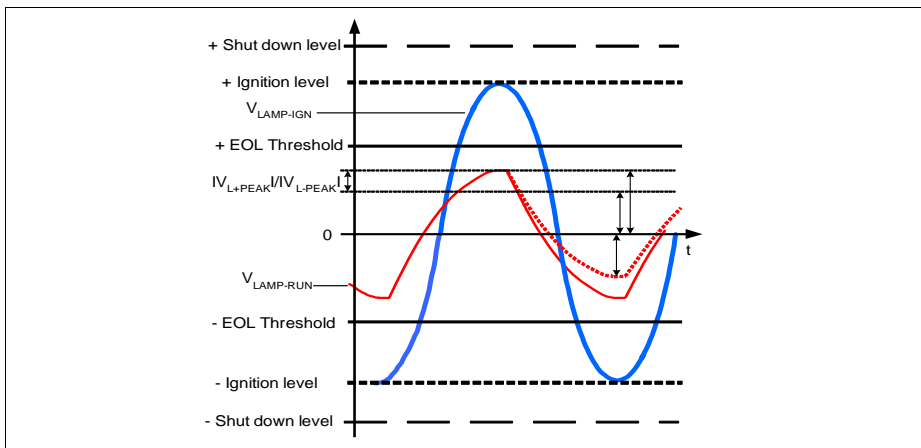 + Shut down level
+ Ignition level
VLAMP-IGN
+ EOL Threshold
IVL+PEAKI/IVL-PEAKI
0
t
VLAMP-RUN
- EOL Threshold
- Ignition level
- Shut down level